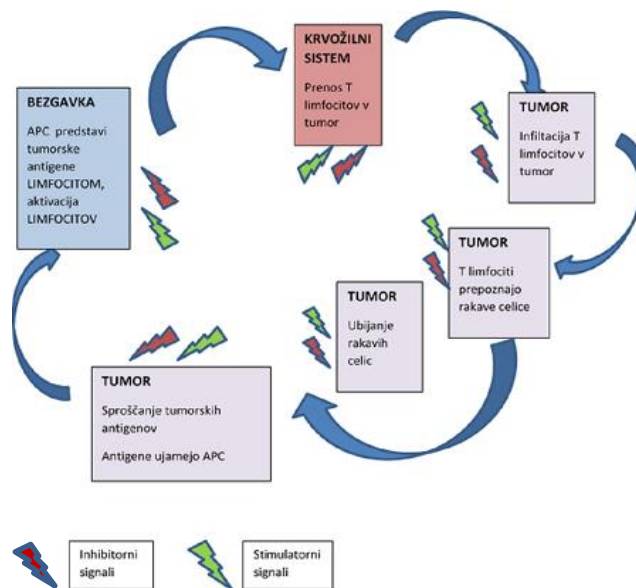 KRVOŽILNI
SISTEM
Prenos T
limfocitov v
tumor
BEZGAVKA
APC predstavi
tumorske
antigene
LIMFOCITOM,
aktivacija
LIMFOCITOV
TUMOR
Infiltacija T
limfocitov v
tumor
TUMOR
T limfociti
prepoznajo
rakave celice
TUMOR
Ubijanje
rakavih
celic
TUMOR
Sproščanje tumorskih
antigenov
Antigene ujamejo APC
Inhibitorni
signali
Stimulatorni
signali